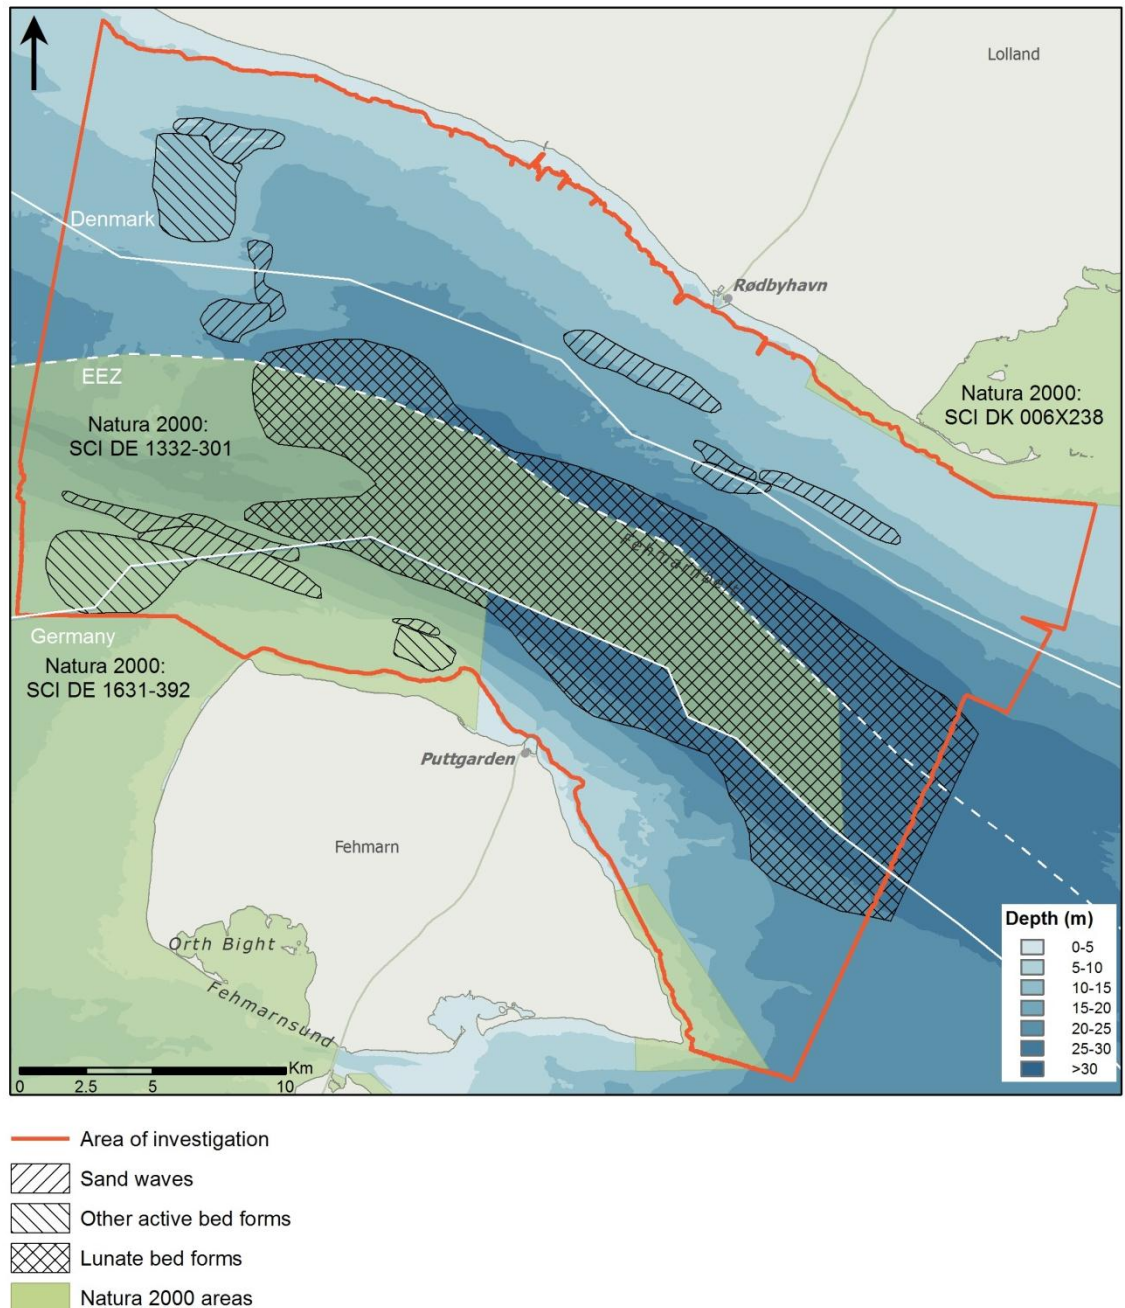 Lolland
Denmark
Rødbyhavn
EEZ
Natura 2000:
SCI DK 006X238
Natura 2000:
SCI DE 1332-301
Fehmarnbelt
Germany
Natura 2000:
SCI DE 1631-392
Puttgarden
Fehmarn
Orth Bight
Fehmarnsund
Depth (m)
0-5
5-10
10-15
15-20
20-25
25-30
>30
Km
0 2.5 5 10
Area of investigation
Sand waves
Other active bed forms
Lunate bed forms
Natura 2000 areas